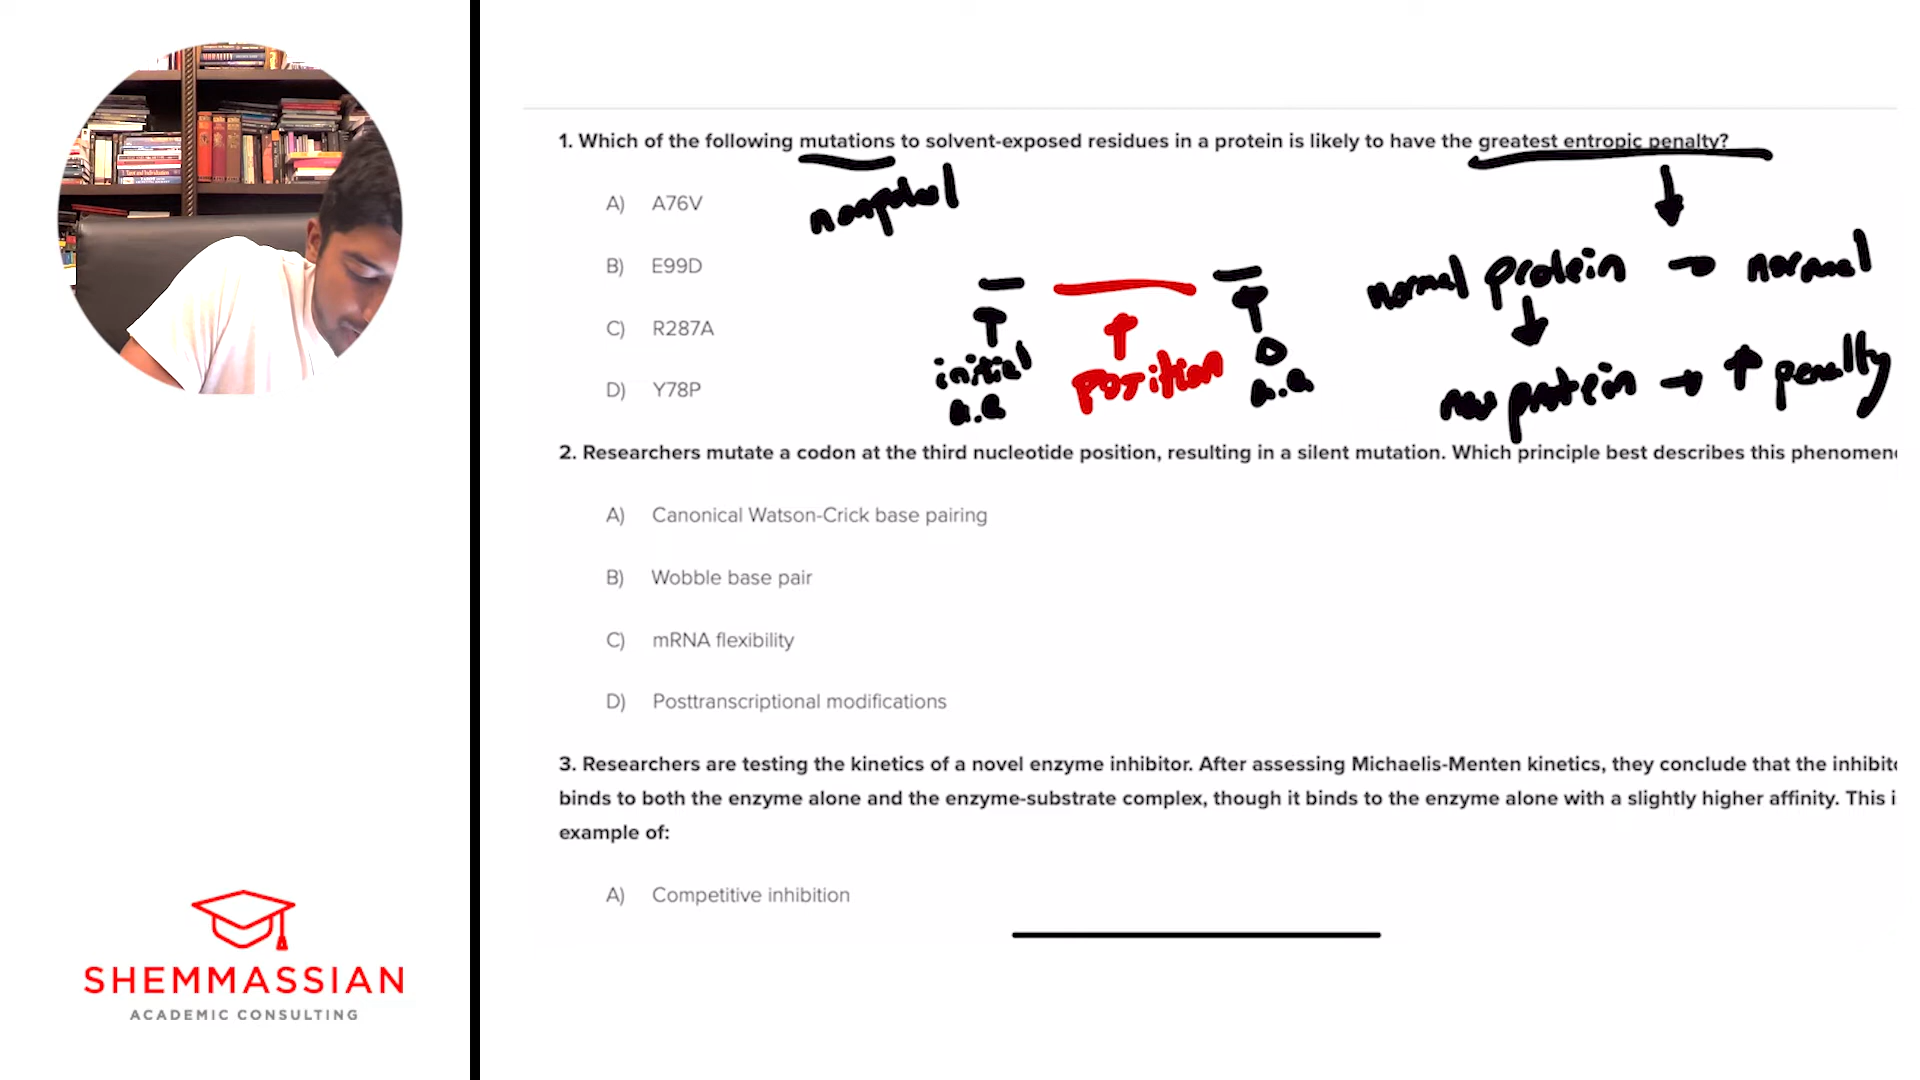 1. Which of the following mutations to solvent-exposed residues in a protein is likely to have the greatest entropic penalty?
A) A76V
nonpolar
B) E99D
normal protein → normal
C) R287A
initial a.a
position
a.a
new protein → ↑ penalty
D) Y78P
2. Researchers mutate a codon at the third nucleotide position, resulting in a silent mutation. Which principle best describes this phenomen
A) Canonical Watson-Crick base pairing
B) Wobble base pair
C) mRNA flexibility
D) Posttranscriptional modifications
3. Researchers are testing the kinetics of a novel enzyme inhibitor. After assessing Michaelis-Menten kinetics, they conclude that the inhibit
binds to both the enzyme alone and the enzyme-substrate complex, though it binds to the enzyme alone with a slightly higher affinity. This i
example of:
A) Competitive inhibition
SHEMMASSIAN
ACADEMIC CONSULTING